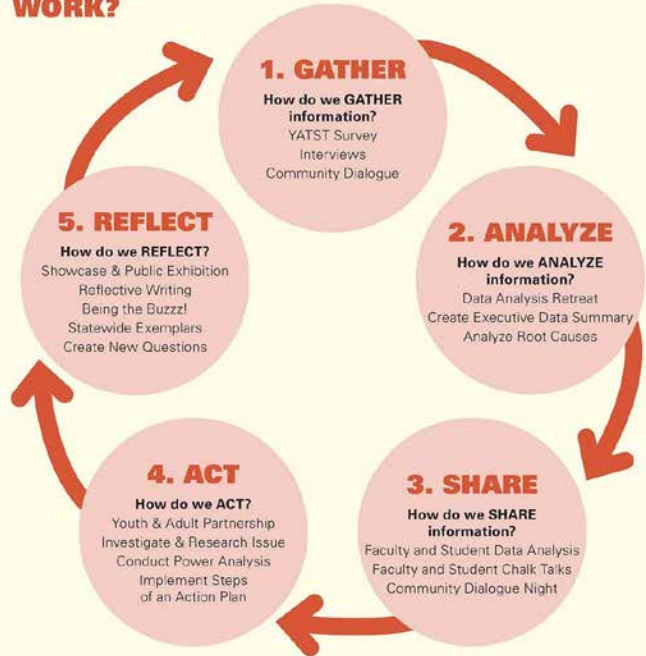 WORK?
1. GATHER
How do we GATHER
information?
YATST Survey
Interviews
Community Dialogue
2. ANALYZE
How do we ANALYZE
information?
Data Analysis Retreat
Create Executive Data Summary
Analyze Root Causes
3. SHARE
How do we SHARE
information?
Faculty and Student Data Analysis
Faculty and Student Chalk Talks
Community Dialogue Night
4. ACT
How do we ACT?
Youth & Adult Partnership
Investigate & Research Issue
Conduct Power Analysis
Implement Steps
of an Action Plan
5. REFLECT
How do we REFLECT?
Showcase & Public Exhibition
Reflective Writing
Being the Buzzz!
Statewide Exemplars
Create New Questions